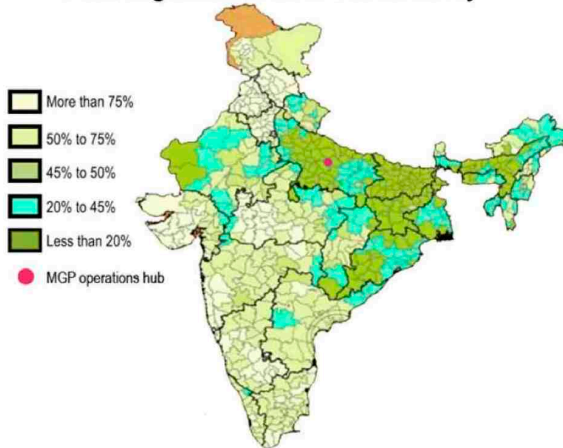 More than 75%
50% to 75%
45% to 50%
20% to 45%
Less than 20%
MGP operations hub